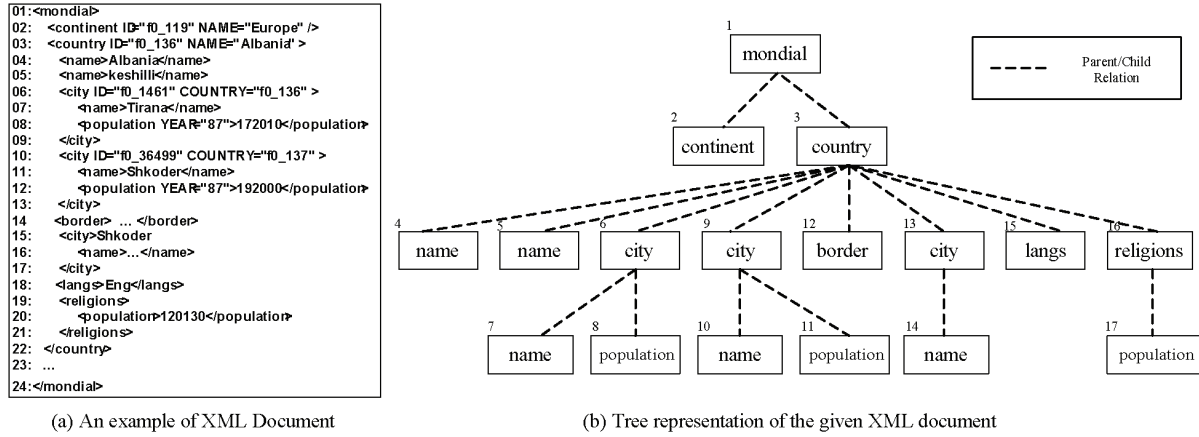 01:<mondial>
02: <continent ID="f0_119" NAME="Europe" />
03: <country ID="f0_136" NAME="Albania" >
04: <name>Albania</name>
05: <name>keshilli</name>
06: <city ID="f0_1461" COUNTRY="f0_136" >
07: <name>Tirana</name>
08: <population YEAR="87">172010</population>
09: </city>
10: <city ID="f0_36499" COUNTRY="f0_137" >
11: <name>Shkoder</name>
12: <population YEAR="87">192000</population>
13: </city>
14 <border> ... </border>
15: <city>Shkoder
16: <name>...</name>
17: </city>
18: <langs>Eng</langs>
19: <religions>
20: <population>120130</population>
21: </religions>
22: </country>
23: ...
24:</mondial>
(a) An example of XML Document
1
mondial
Parent/Child
Relation
2
continent
3
country
4
name
5
name
6
city
9
city
12
border
13
city
15
langs
16
religions
7
name
8
population
10
name
11
population
14
name
17
population
(b) Tree representation of the given XML document